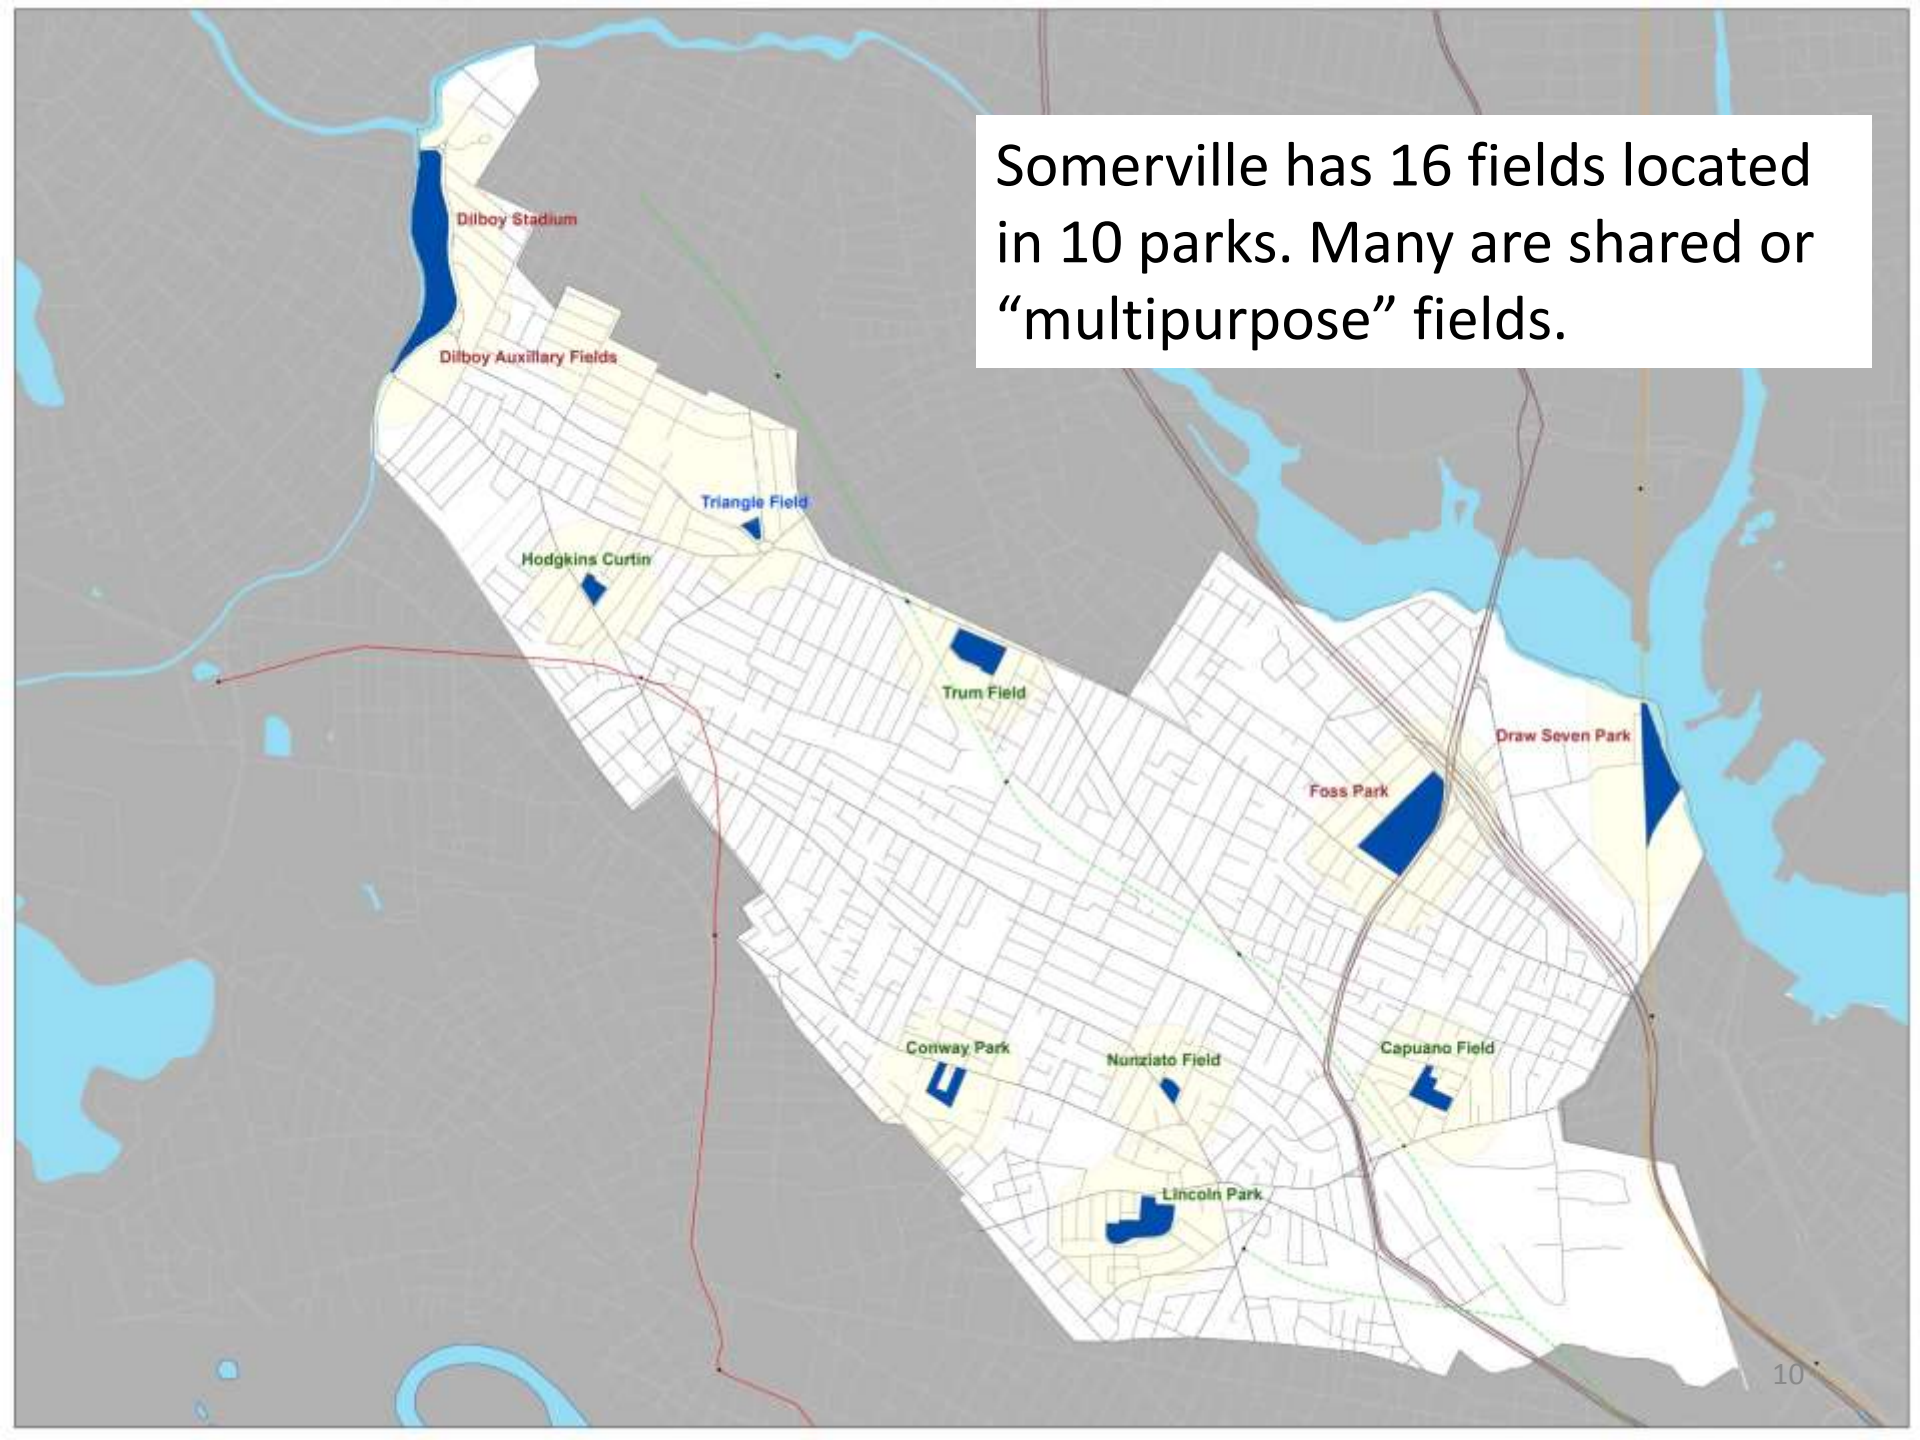 Somerville has 16 fields located
in 10 parks. Many are shared or
“multipurpose” fields.
Dilboy Stadium
Dilboy Auxillary Fields
Triangle Field
Hodgkins Curtin
Trum Field
Draw Seven Park
Foss Park
Conway Park
Nunziato Field
Capuano Field
Lincoln Park
10